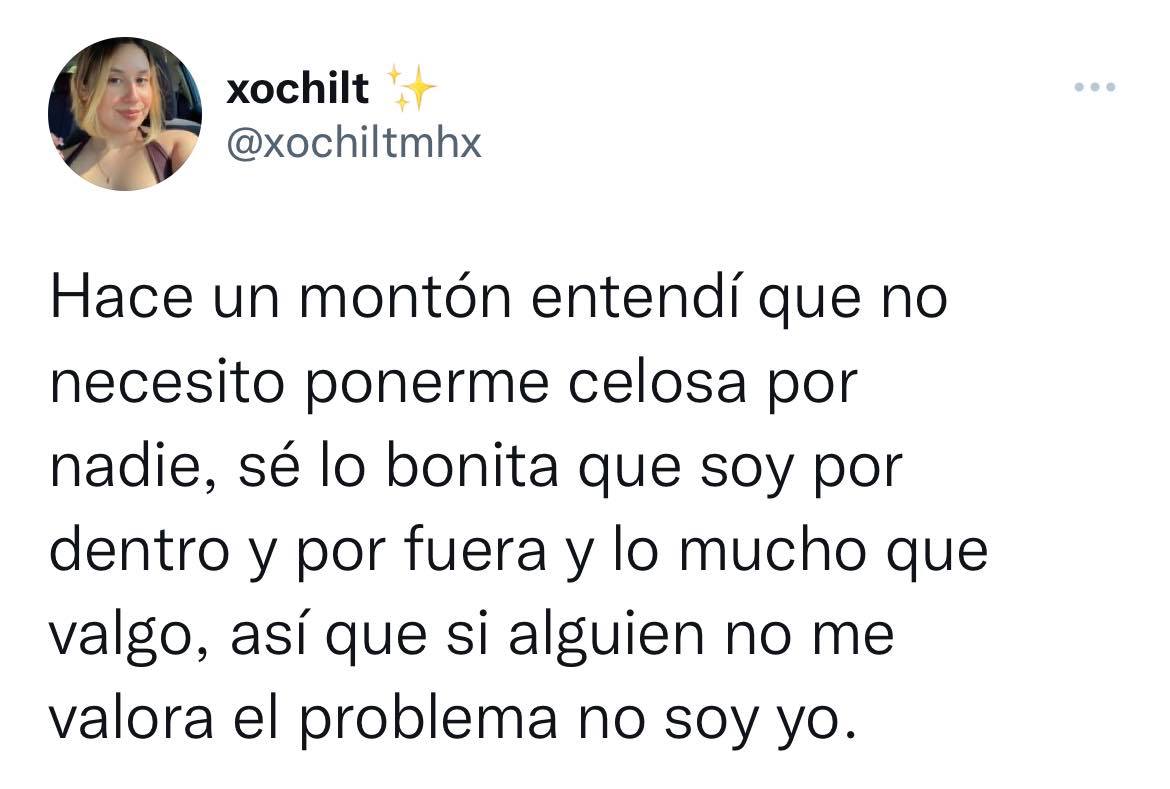 xochilt ✨
@xochiltmhx
Hace un montón entendí que no
necesito ponerme celosa por
nadie, sé lo bonita que soy por
dentro y por fuera y lo mucho que
valgo, así que si alguien no me
valora el problema no soy yo.